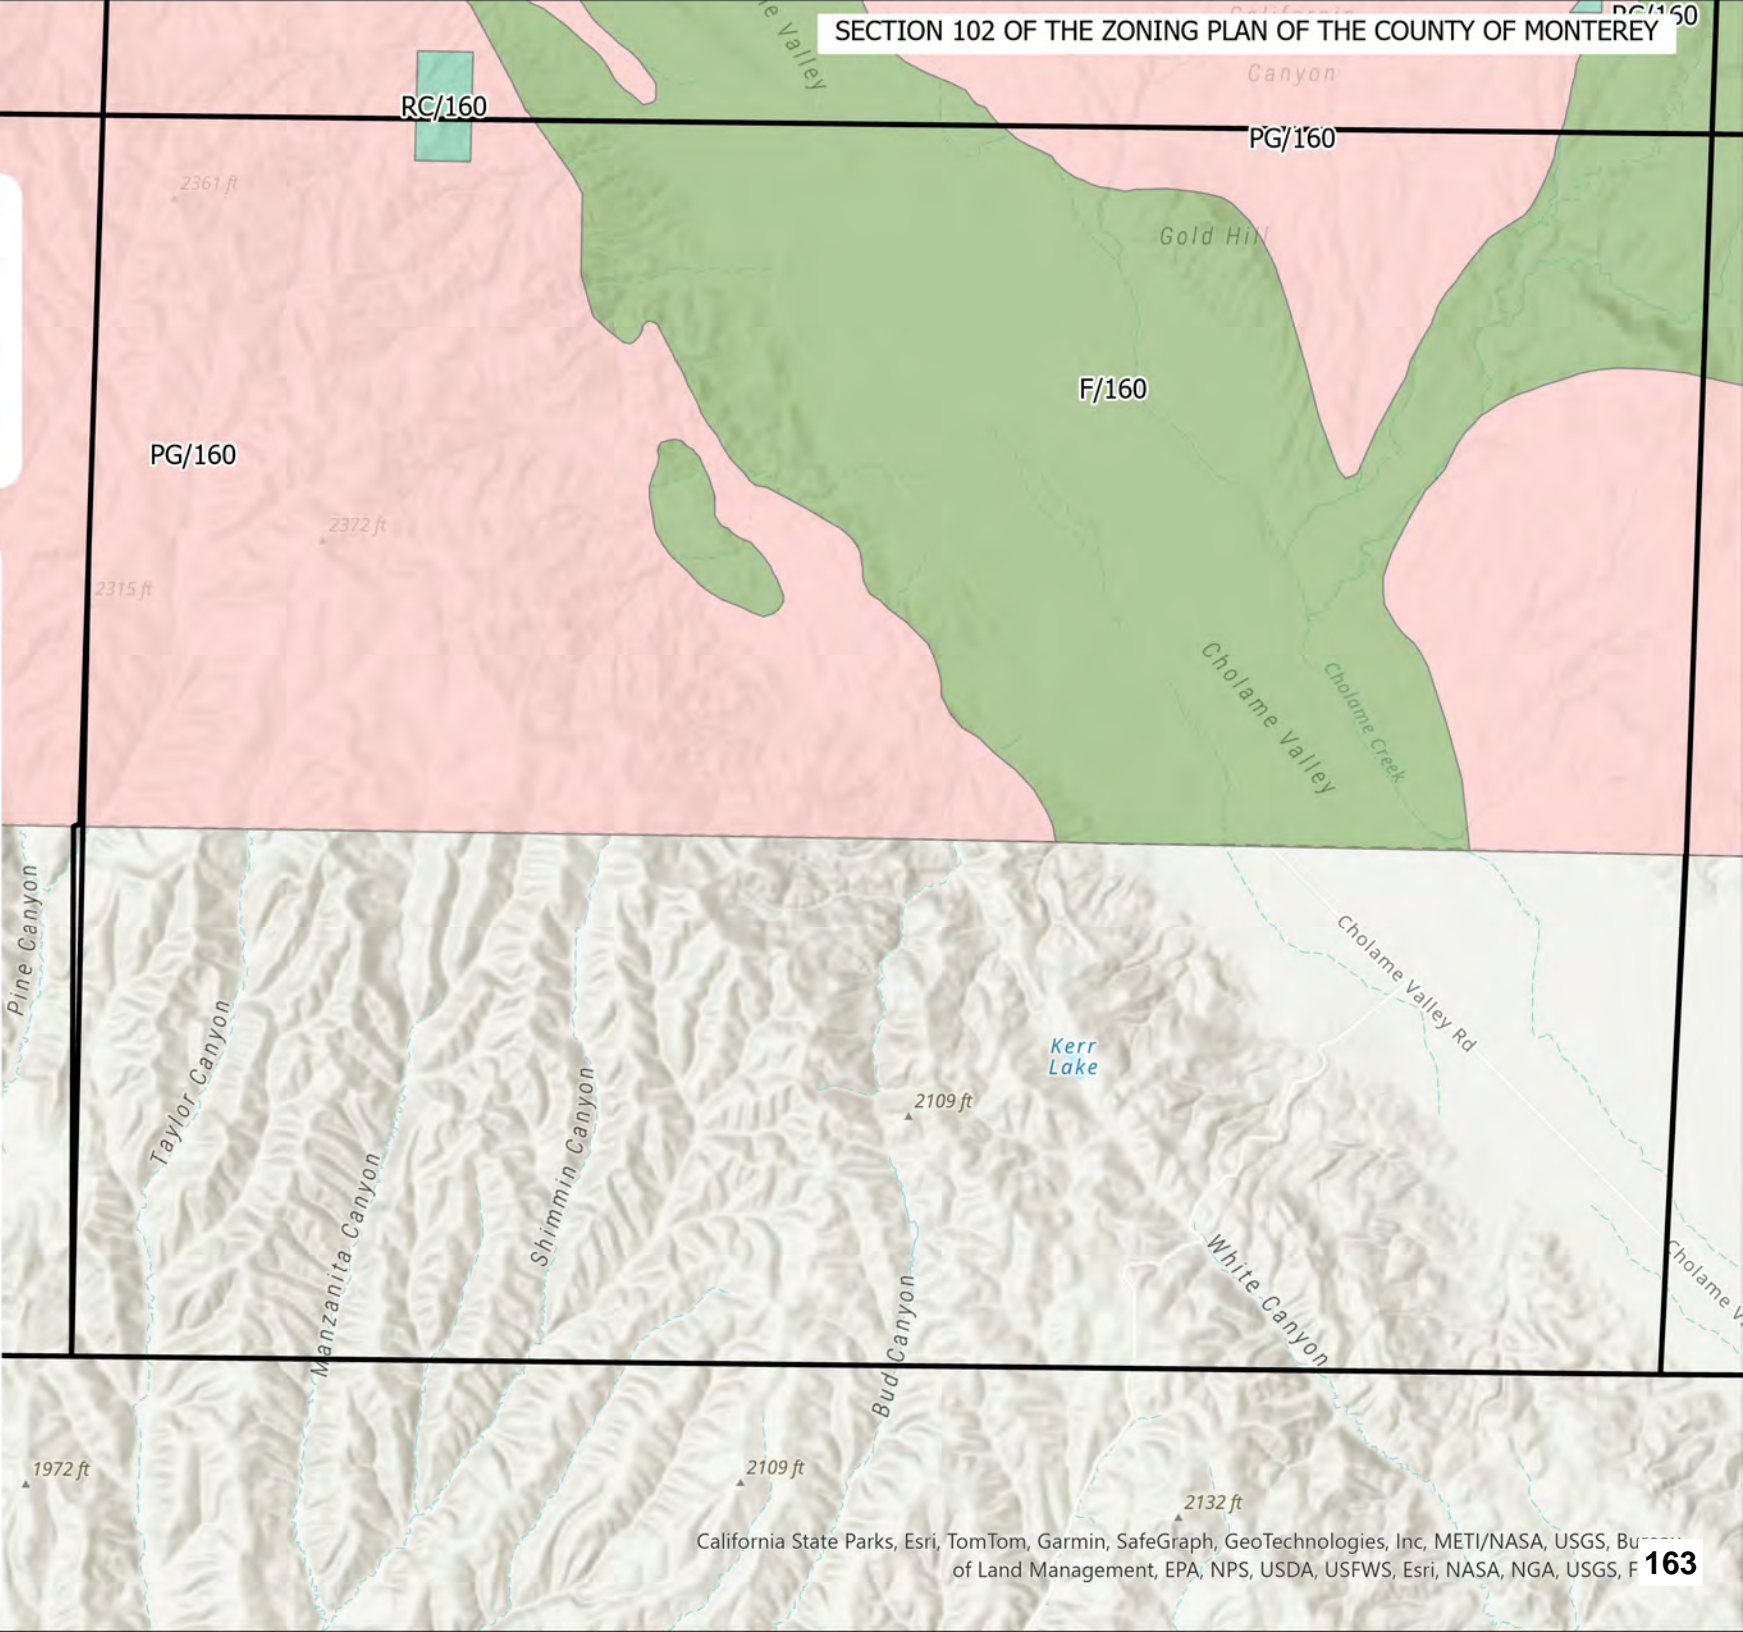 SECTION 102 OF THE ZONING PLAN OF THE COUNTY OF MONTEREY
Valley
California
Canyon
RC/160
PG/160
2361 ft
Gold Hill
F/160
PG/160
2372 ft
2315 ft
Cholame Valley
Cholame Creek
Pine Canyon
Taylor Canyon
Manzanita Canyon
Shimmin Canyon
Bud Canyon
Kerr
Lake
2109 ft
Cholame Valley Rd
White Canyon
Cholame
1972 ft
2109 ft
2132 ft
California State Parks, Esri, TomTom, Garmin, SafeGraph, GeoTechnologies, Inc, METI/NASA, USGS,
of Land Management, EPA, NPS, USDA, USFWS, Esri, NASA, NGA, USGS, F
163